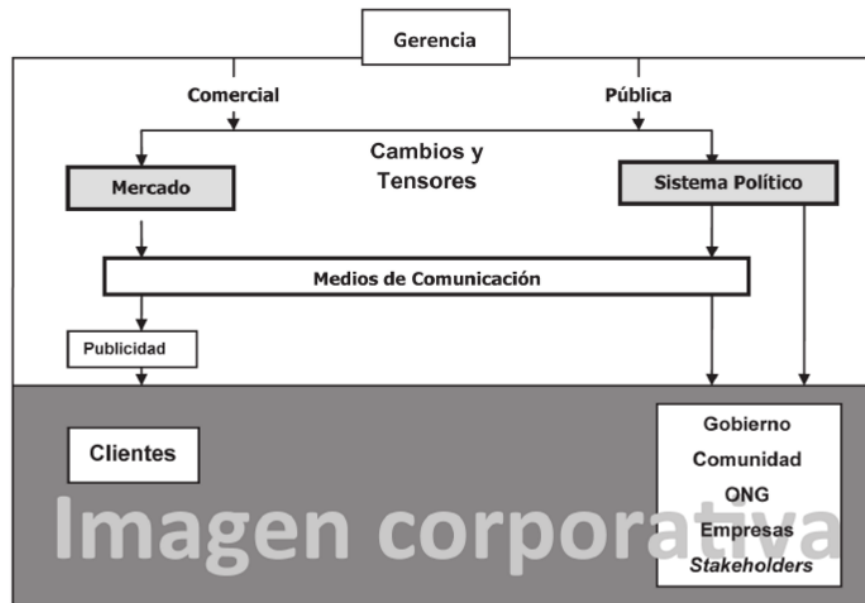 Gerencia
Comercial
Pública
Cambios y
Tensores
Mercado
Sistema Político
Medios de Comunicación
Publicidad
Clientes
Gobierno
Comunidad
ONG
Empresas
Stakeholders
Imagen corporativa